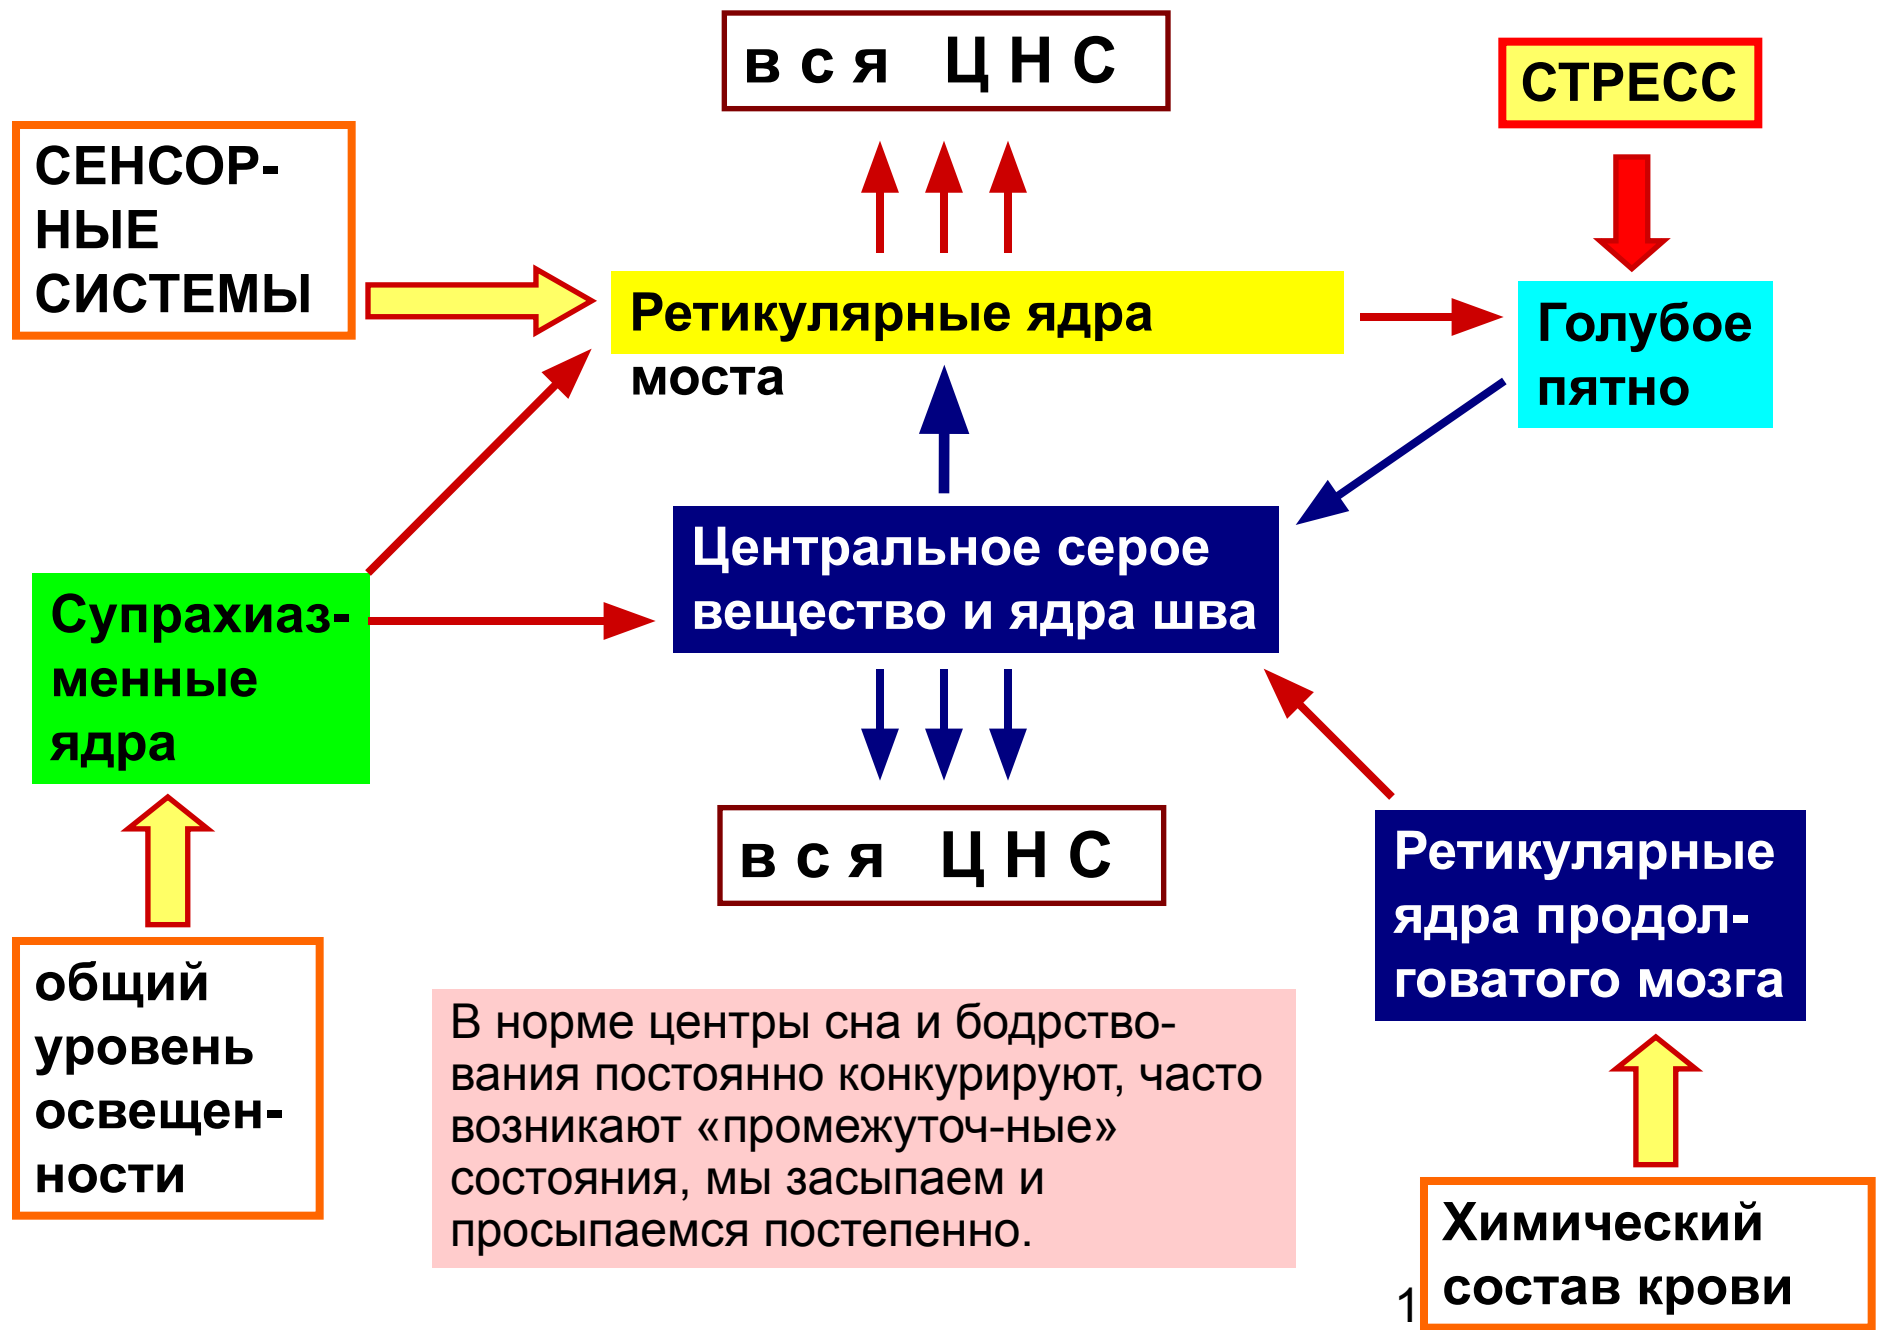 в с я Ц Н С
СТРЕСС
СЕНСОР-
НЫЕ
СИСТЕМЫ
Ретикулярные ядра
моста
Голубое
пятно
Центральное серое
вещество и ядра шва
Супрахиаз-
менные
ядра
в с я Ц Н С
Ретикулярные
ядра продол-
говатого мозга
общий
уровень
освещен-
ности
В норме центры сна и бодрство-
вания постоянно конкурируют, часто
возникают «промежуточ-ные»
состояния, мы засыпаем и
просыпаемся постепенно.
Химический
состав крови
1